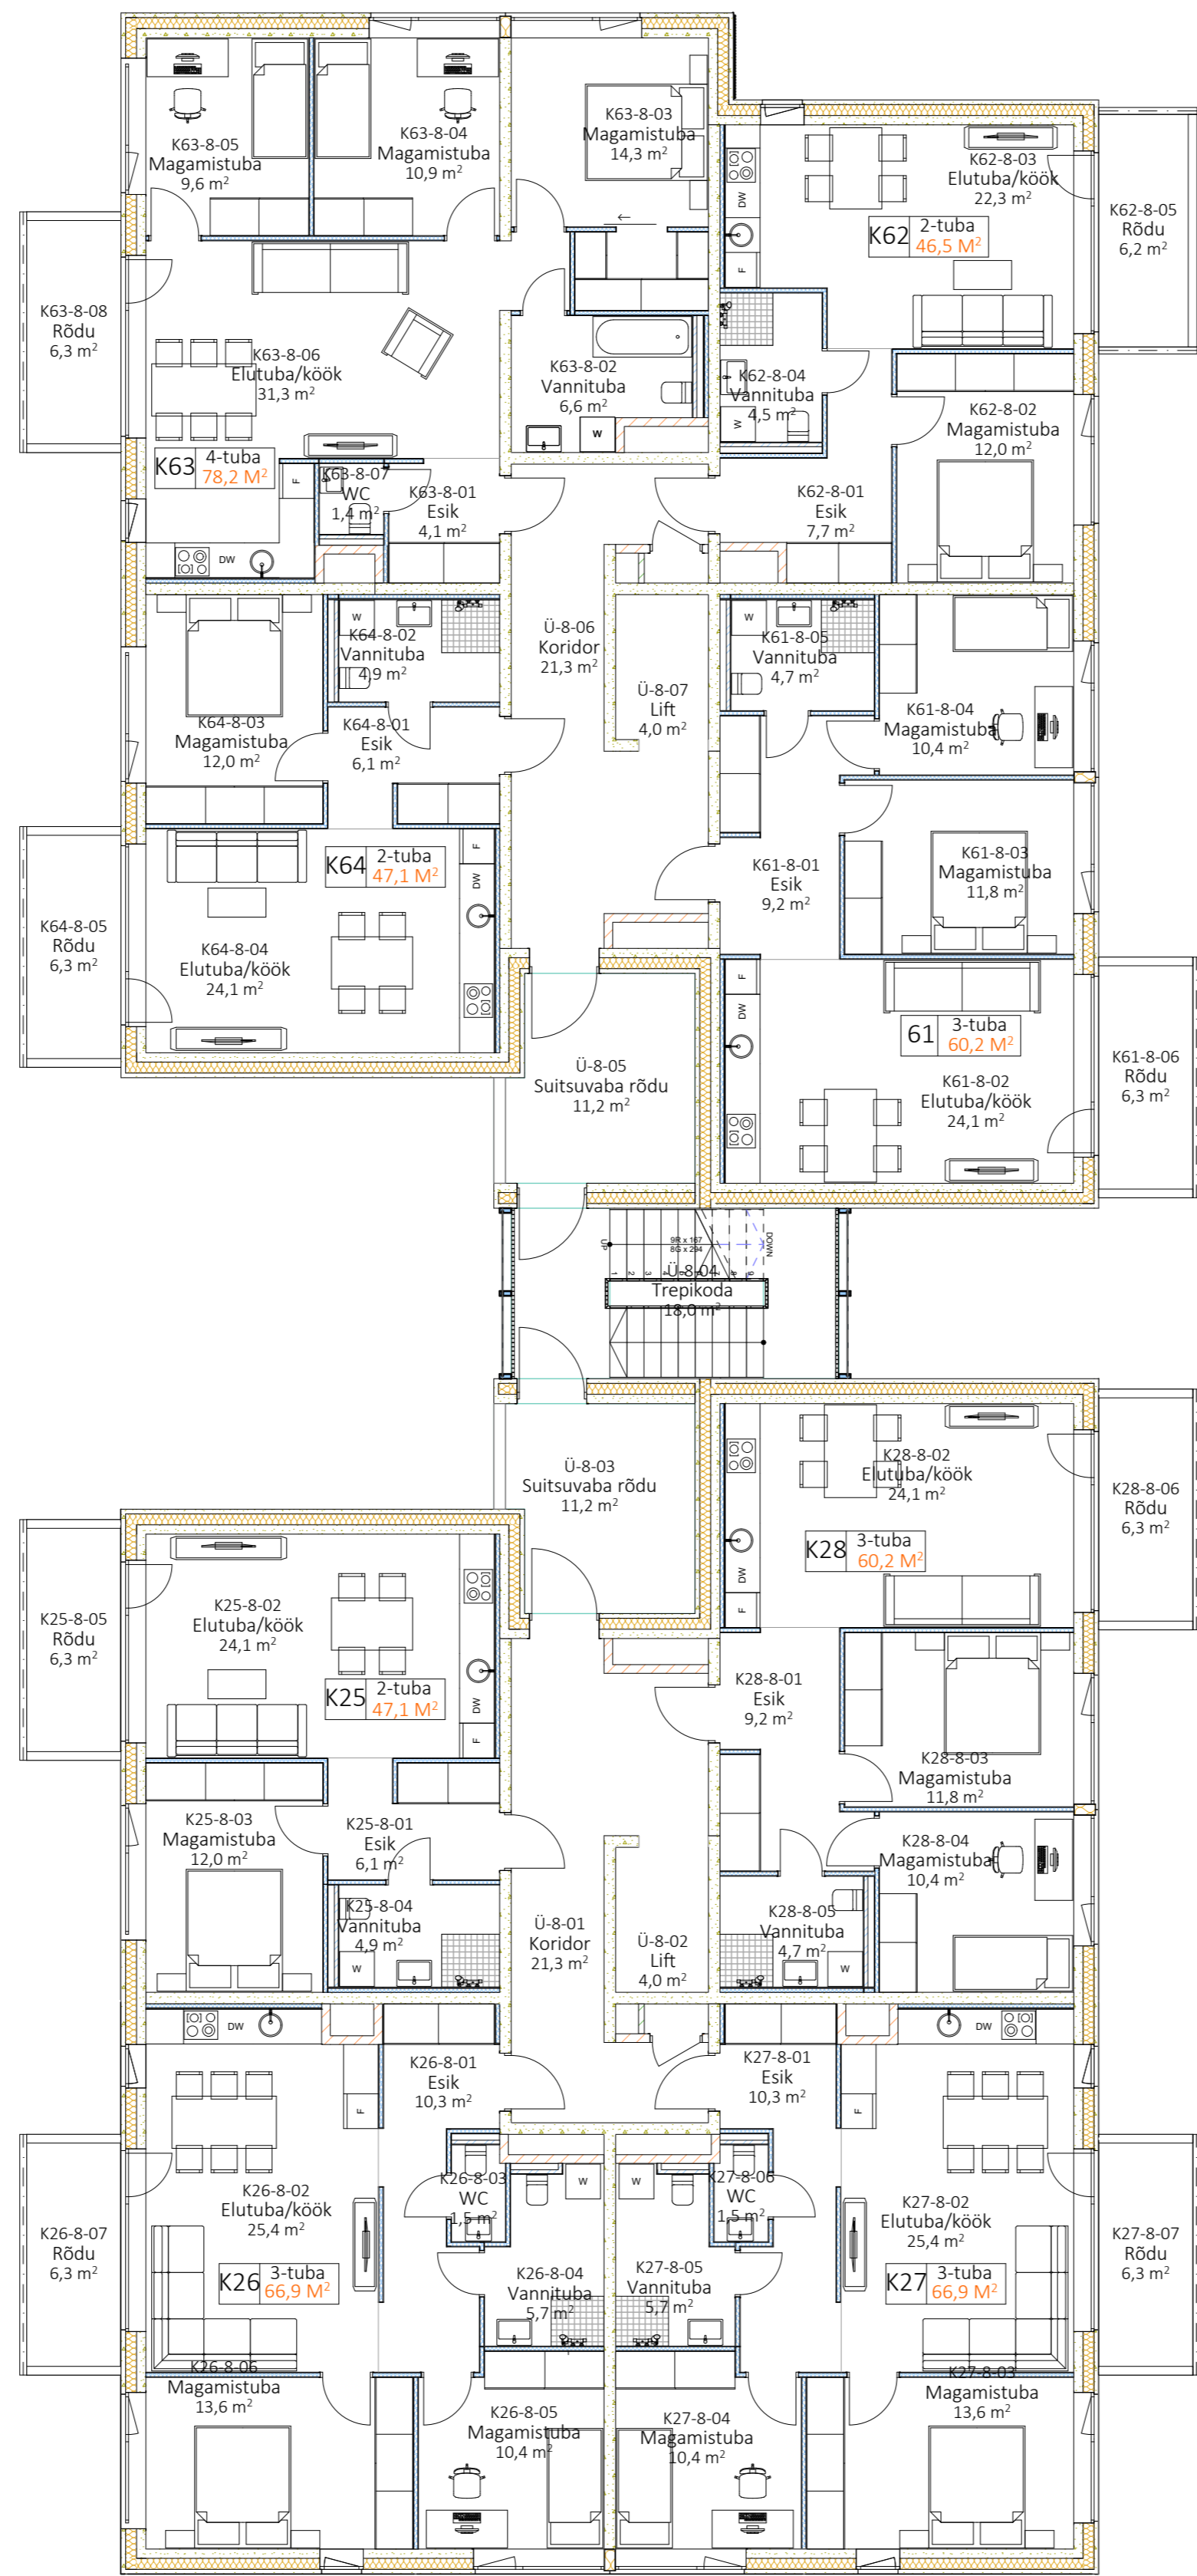 K63-8-05
Magamistuba
9,6 m²
K63-8-04
Magamistuba
10,9 m²
K63-8-03
Magamistuba
14,3 m²
K62-8-03
Elutuba/köök
22,3 m²
DW
F
K62
2-tuba
46,5 M²
K62-8-05
Rõdu
6,2 m²
K63-8-08
Rõdu
6,3 m²
K63-8-06
Elutuba/köök
31,3 m²
K63-8-02
Vannituba
6,6 m²
W
K62-8-04
Vannituba
4,5 m²
W
K62-8-02
Magamistuba
12,0 m²
K63
4-tuba
78,2 M²
F
DW
K63-8-07
WC
1,4 m²
K63-8-01
Esik
4,1 m²
K62-8-01
Esik
7,7 m²
W
K64-8-02
Vannituba
4,9 m²
Ü-8-06
Koridor
21,3 m²
W
K61-8-05
Vannituba
4,7 m²
Ü-8-07
Lift
4,0 m²
K64-8-03
Magamistuba
12,0 m²
K64-8-01
Esik
6,1 m²
K61-8-04
Magamistuba
10,4 m²
K64
2-tuba
47,1 M²
F
DW
K61-8-01
Esik
9,2 m²
K61-8-03
Magamistuba
11,8 m²
K64-8-05
Rõdu
6,3 m²
K64-8-04
Elutuba/köök
24,1 m²
F
DW
61
3-tuba
60,2 M²
Ü-8-05
Suitsuvaba rõdu
11,2 m²
K61-8-02
Elutuba/köök
24,1 m²
K61-8-06
Rõdu
6,3 m²
UP
9R x 167
8G x 294
DOWN
1 2 3 4 5 6 7 8 9
Ü-8-04
Trepikoda
18,0 m²
Ü-8-03
Suitsuvaba rõdu
11,2 m²
K28-8-02
Elutuba/köök
24,1 m²
K28-8-06
Rõdu
6,3 m²
K28
3-tuba
60,2 M²
DW
F
K25-8-05
Rõdu
6,3 m²
K25-8-02
Elutuba/köök
24,1 m²
K25
2-tuba
47,1 M²
DW
F
K28-8-01
Esik
9,2 m²
K28-8-03
Magamistuba
11,8 m²
K25-8-03
Magamistuba
12,0 m²
K25-8-01
Esik
6,1 m²
K28-8-04
Magamistuba
10,4 m²
K25-8-04
Vannituba
4,9 m²
W
Ü-8-01
Koridor
21,3 m²
Ü-8-02
Lift
4,0 m²
K28-8-05
Vannituba
4,7 m²
W
DW
DW
K26-8-01
Esik
10,3 m²
K27-8-01
Esik
10,3 m²
F
F
K26-8-07
Rõdu
6,3 m²
K26-8-02
Elutuba/köök
25,4 m²
K26-8-03
WC
1,5 m²
W
W
K27-8-06
WC
1,5 m²
K27-8-02
Elutuba/köök
25,4 m²
K27-8-07
Rõdu
6,3 m²
K26
3-tuba
66,9 M²
K26-8-04
Vannituba
5,7 m²
K27-8-05
Vannituba
5,7 m²
K27
3-tuba
66,9 M²
K26-8-06
Magamistuba
13,6 m²
K26-8-05
Magamistuba
10,4 m²
K27-8-04
Magamistuba
10,4 m²
K27-8-03
Magamistuba
13,6 m²